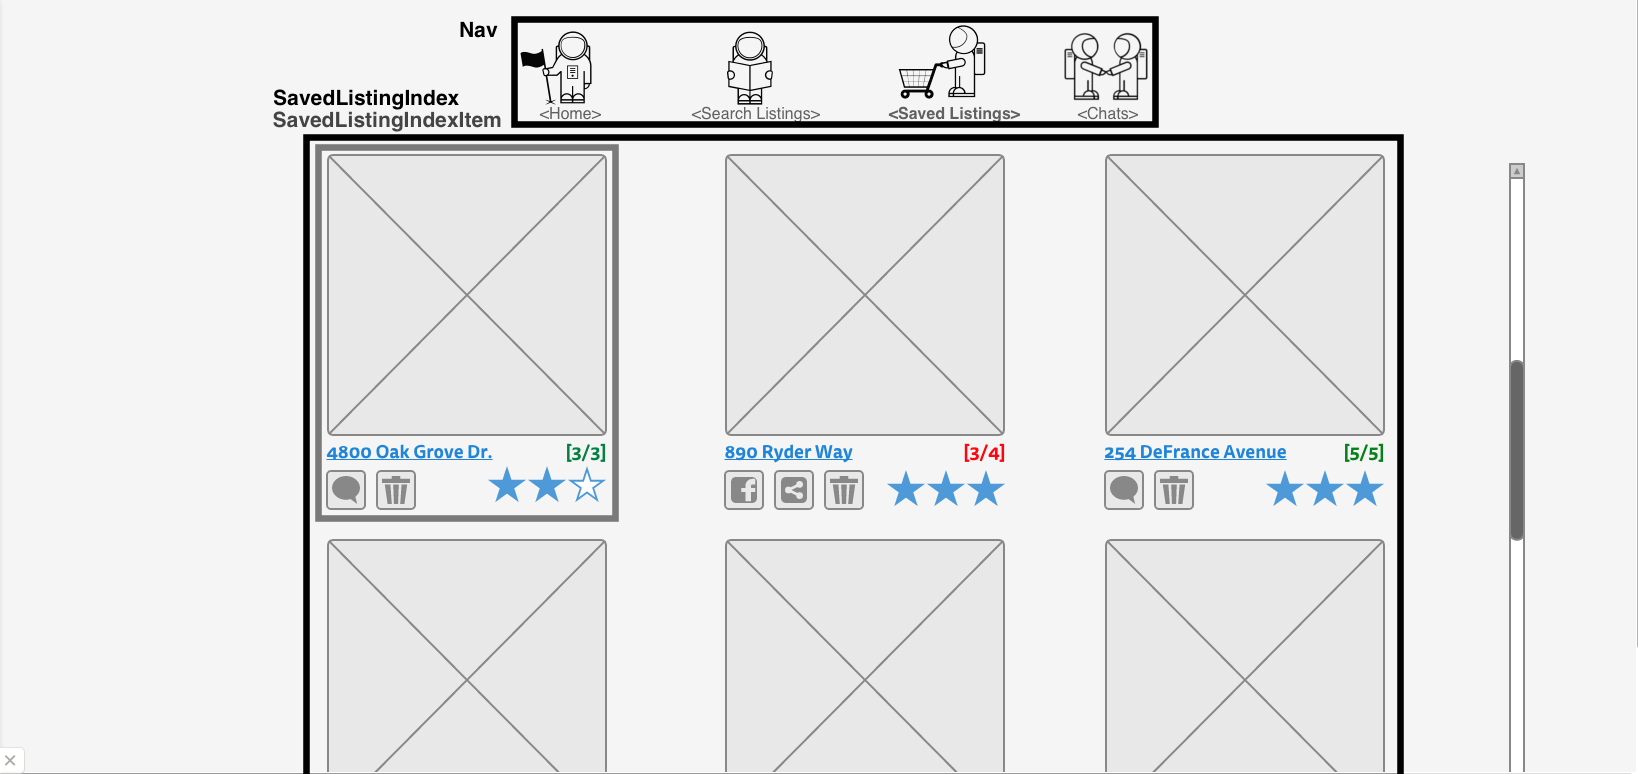 Nav
<Home> <Search Listings> <Saved Listings> <Chats>
SavedListingIndex
SavedListingIndexItem
4800 Oak Grove Dr. [3/3]
890 Ryder Way [3/4]
254 DeFrance Avenue [5/5]